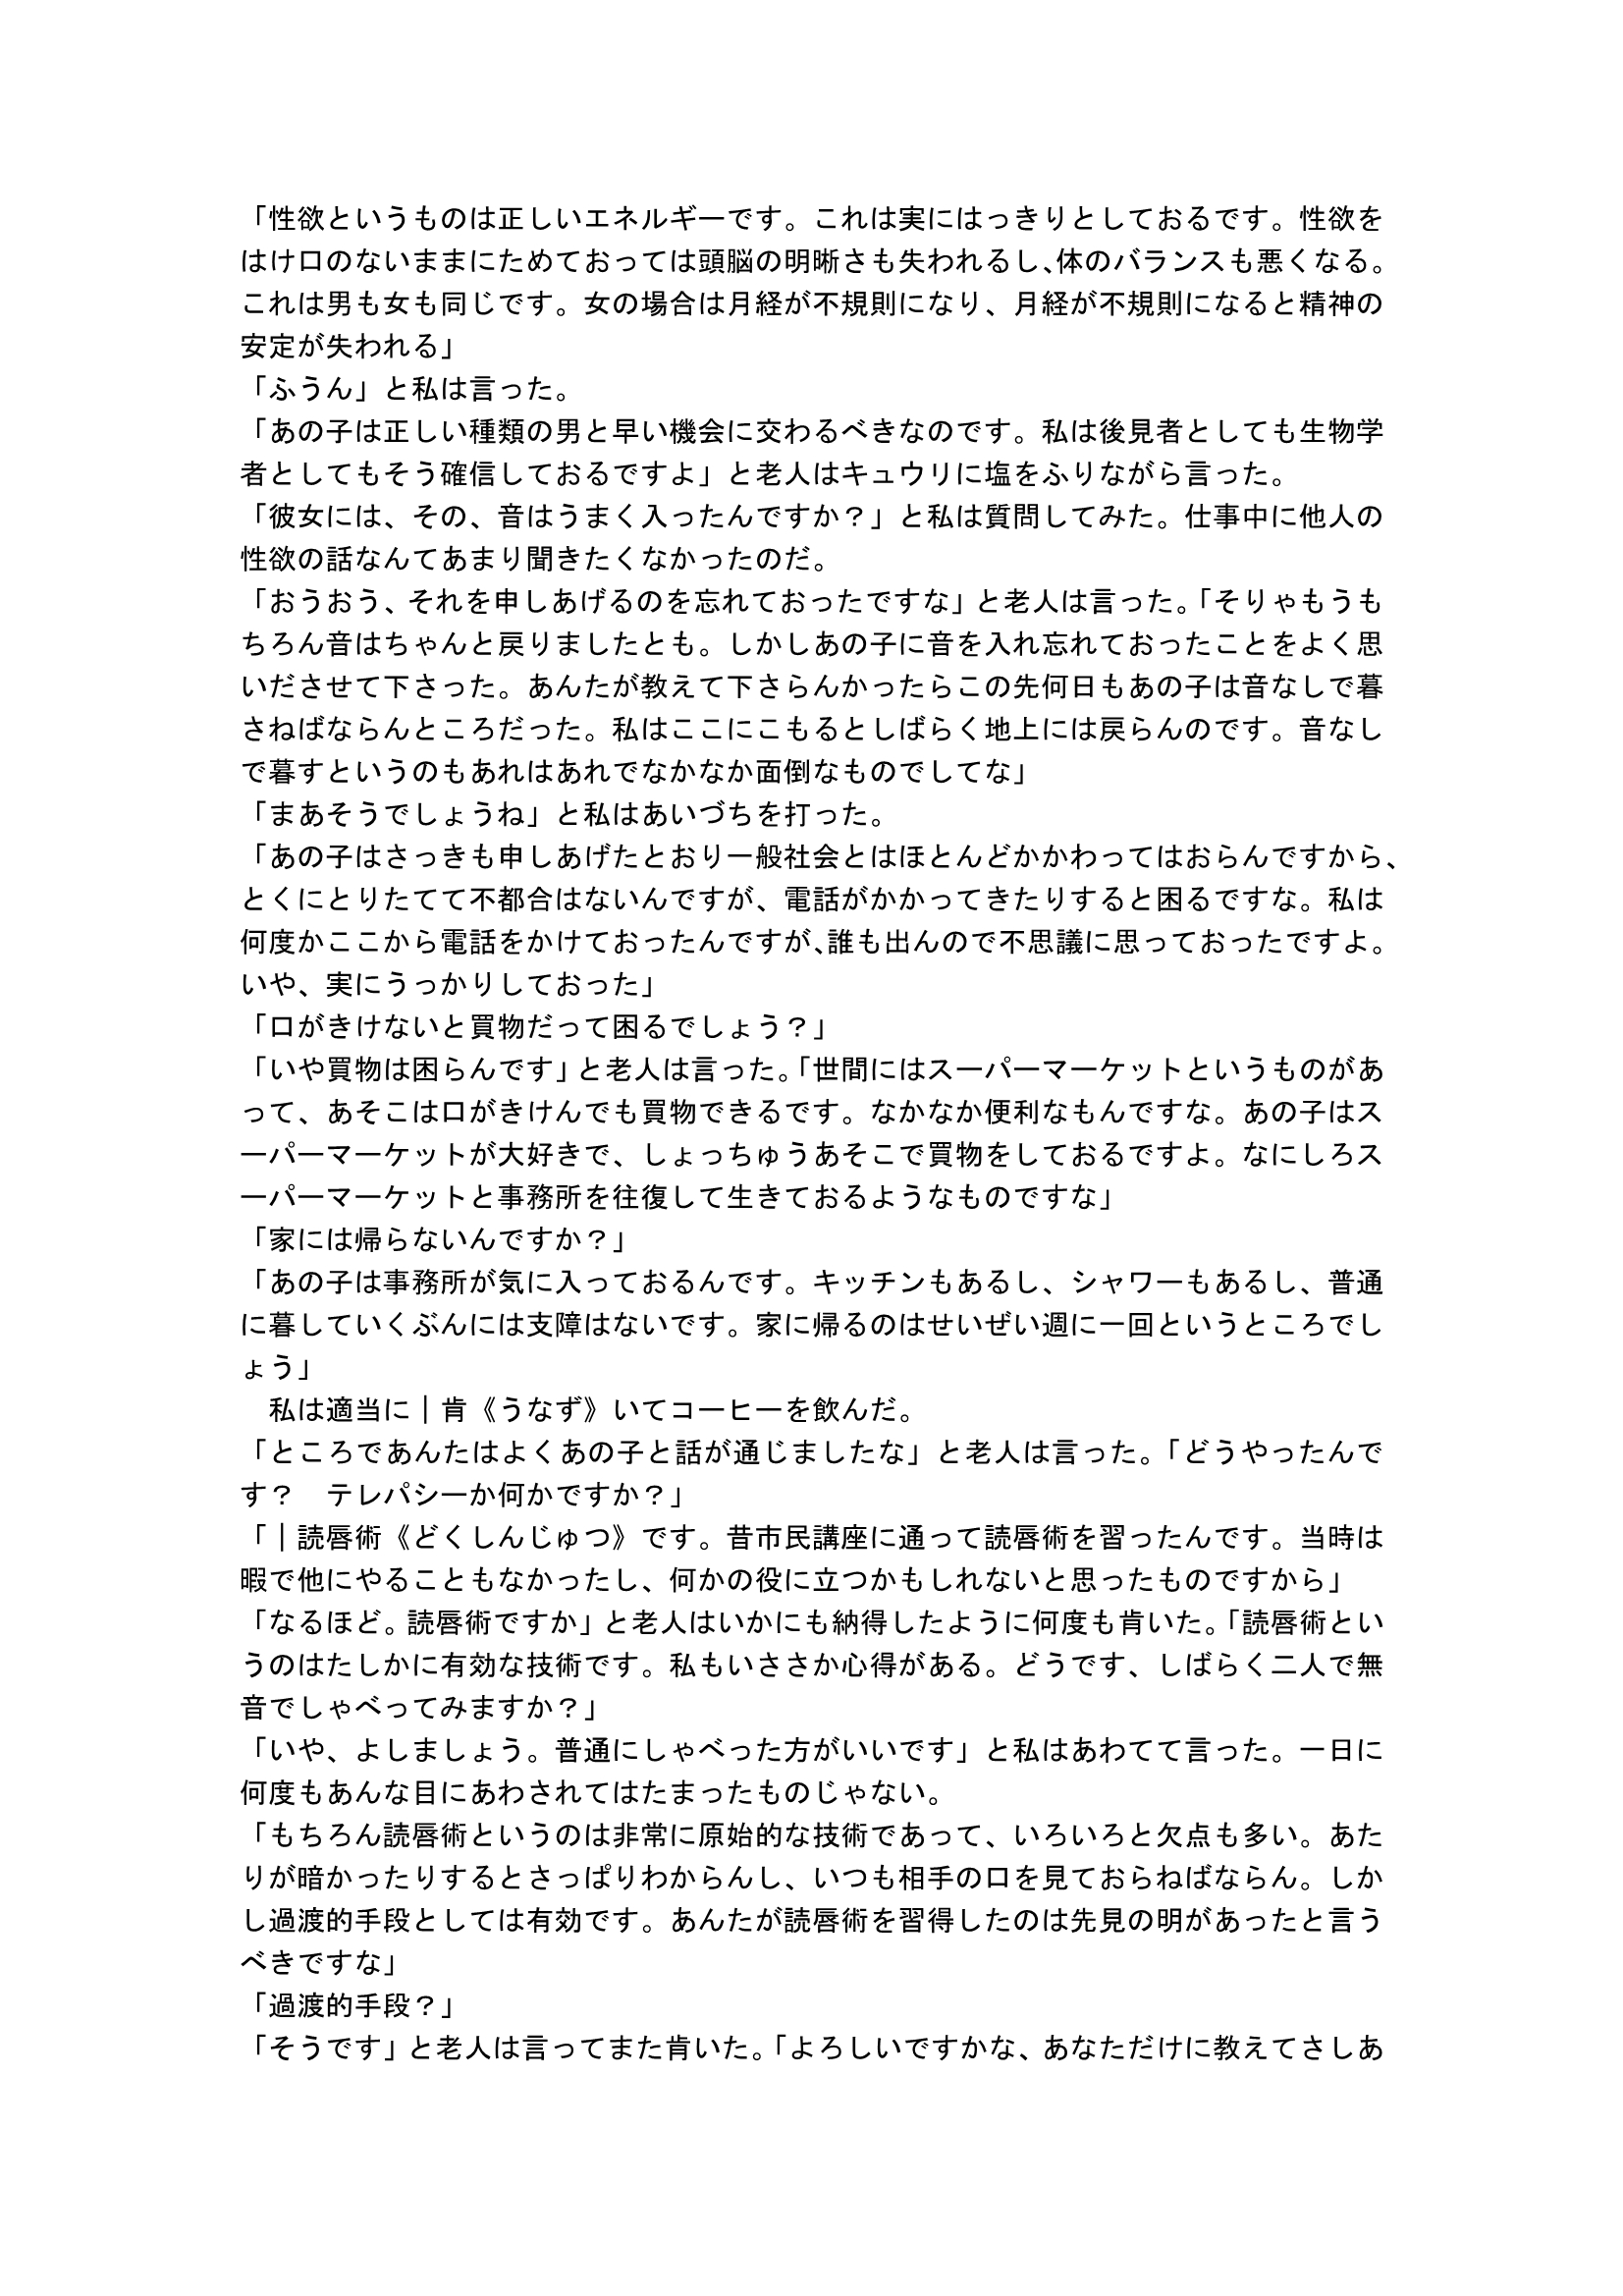 「性欲というものは正しいエネルギーです。これは実にはっきりとしておるです。性欲を
はけ口のないままにためておっては頭脳の明晰さも失われるし、体のバランスも悪くなる。
これは男も女も同じです。女の場合は月経が不規則になり、月経が不規則になると精神の
安定が失われる」
「ふうん」と私は言った。
「あの子は正しい種類の男と早い機会に交わるべきなのです。私は後見者としても生物学
者としてもそう確信しておるですよ」と老人はキュウリに塩をふりながら言った。
「彼女には、その、音はうまく入ったんですか？」と私は質問してみた。仕事中に他人の
性欲の話なんてあまり聞きたくなかったのだ。
「おうおう、それを申しあげるのを忘れておったですな」と老人は言った。「そりゃもうも
ちろん音はちゃんと戻りましたとも。しかしあの子に音を入れ忘れておったことをよく思
いださせて下さった。あんたが教えて下さらんかったらこの先何日もあの子は音なしで暮
さねばならんところだった。私はここにこもるとしばらく地上には戻らんのです。音なし
で暮すというのもあれはあれでなかなか面倒なものでしてな」
「まあそうでしょうね」と私はあいづちを打った。
「あの子はさっきも申しあげたとおり一般社会とはほとんどかかわってはおらんですから、
とくにとりたてて不都合はないんですが、電話がかかってきたりすると困るですな。私は
何度かここから電話をかけておったんですが、誰も出んので不思議に思っておったですよ。
いや、実にうっかりしておった」
「口がきけないと買物だって困るでしょう？」
「いや買物は困らんです」と老人は言った。「世間にはスーパーマーケットというものがあ
って、あそこは口がきけんでも買物できるです。なかなか便利なもんですな。あの子はス
ーパーマーケットが大好きで、しょっちゅうあそこで買物をしておるですよ。なにしろス
ーパーマーケットと事務所を往復して生きておるようなものですな」
「家には帰らないんですか？」
「あの子は事務所が気に入っておるんです。キッチンもあるし、シャワーもあるし、普通
に暮していくぶんには支障はないです。家に帰るのはせいぜい週に一回というところでし
ょう」
　私は適当に｜肯《うなず》いてコーヒーを飲んだ。
「ところであんたはよくあの子と話が通じましたな」と老人は言った。「どうやったんで
す？　テレパシーか何かですか？」
「｜読唇術《どくしんじゅつ》です。昔市民講座に通って読唇術を習ったんです。当時は
暇で他にやることもなかったし、何かの役に立つかもしれないと思ったものですから」
「なるほど。読唇術ですか」と老人はいかにも納得したように何度も肯いた。「読唇術とい
うのはたしかに有効な技術です。私もいささか心得がある。どうです、しばらく二人で無
音でしゃべってみますか？」
「いや、よしましょう。普通にしゃべった方がいいです」と私はあわてて言った。一日に
何度もあんな目にあわされてはたまったものじゃない。
「もちろん読唇術というのは非常に原始的な技術であって、いろいろと欠点も多い。あた
りが暗かったりするとさっぱりわからんし、いつも相手の口を見ておらねばならん。しか
し過渡的手段としては有効です。あんたが読唇術を習得したのは先見の明があったと言う
べきですな」
「過渡的手段？」
「そうです」と老人は言ってまた肯いた。「よろしいですかな、あなただけに教えてさしあ